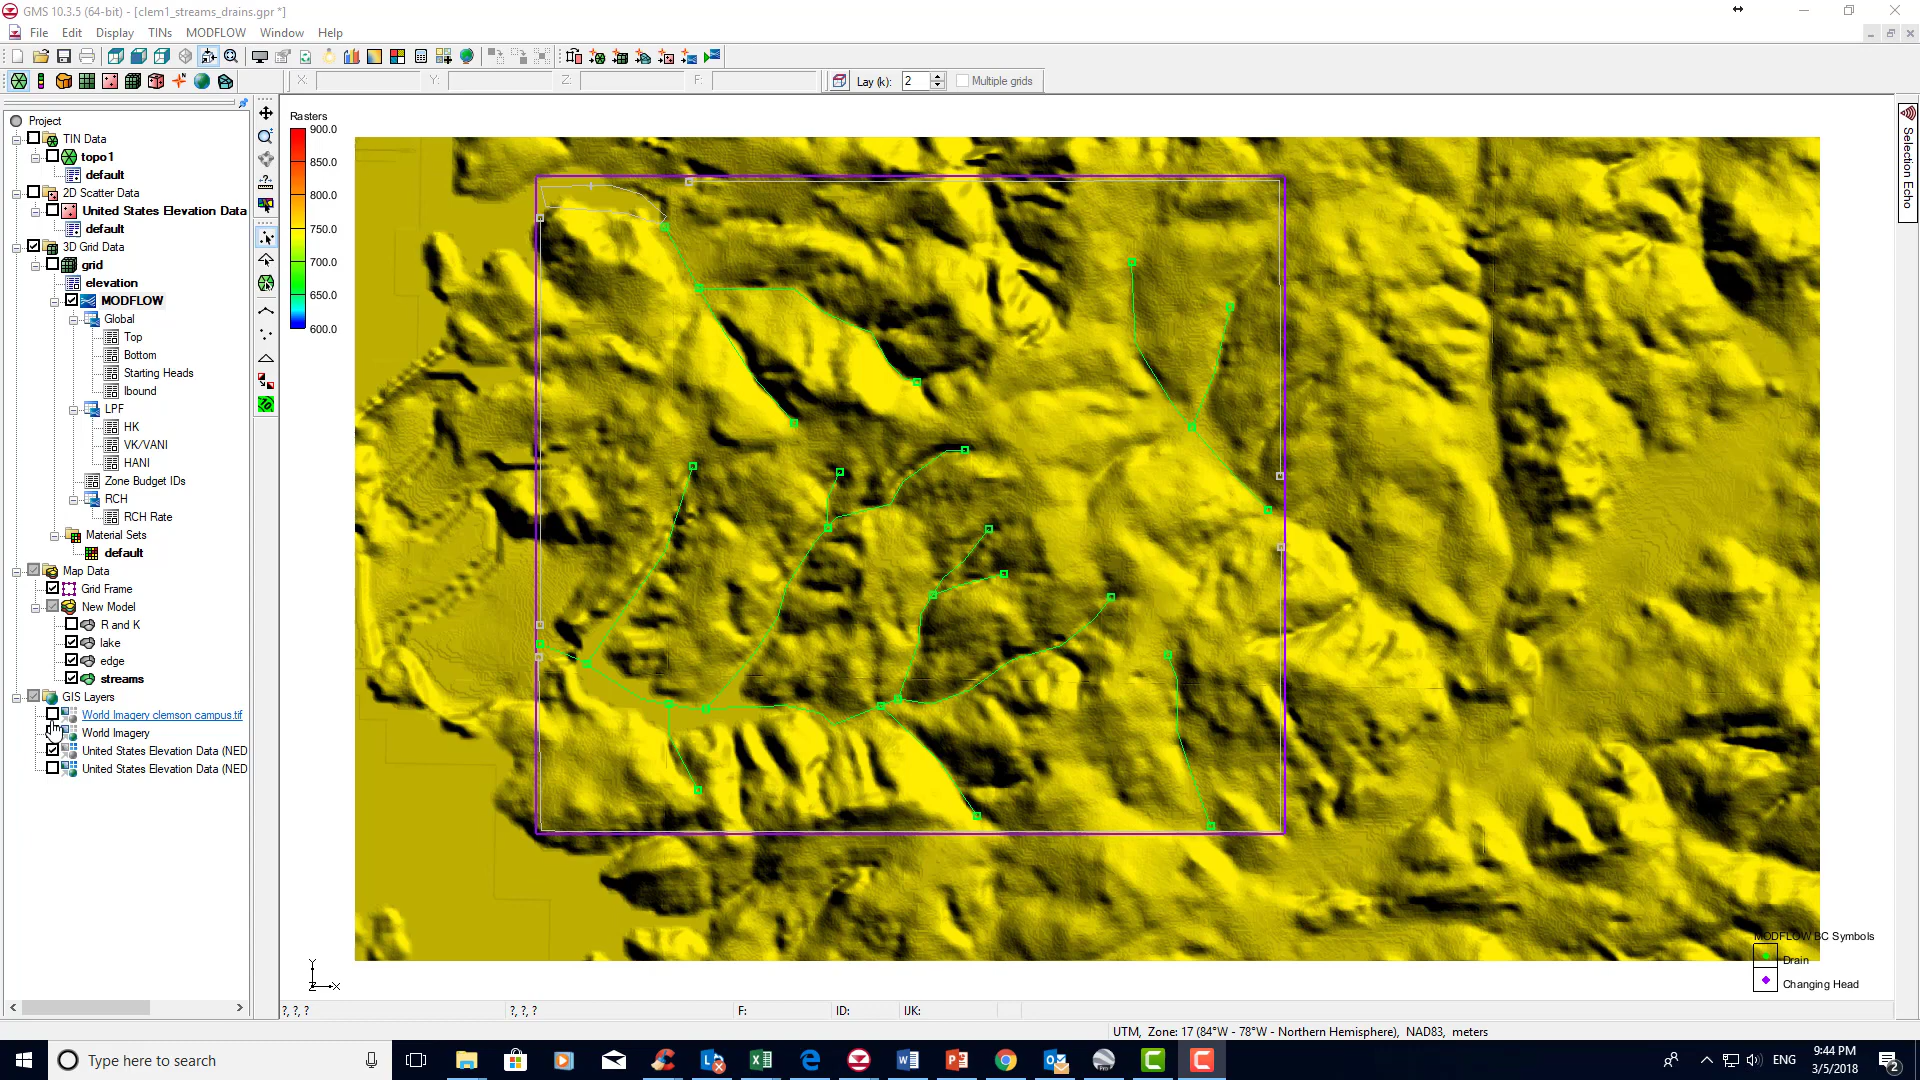 GMS 10.3.5 (64-bit) - [clem1_streams_drains.gpr *]
File Edit Display TINs MODFLOW Window Help
X: Y: Z: F: Lay (k): 2 Multiple grids
Project
TIN Data
topo1
default
2D Scatter Data
United States Elevation Data
default
3D Grid Data
grid
elevation
MODFLOW
Global
Top
Bottom
Starting Heads
Ibound
LPF
HK
VK/VANI
HANI
Zone Budget IDs
RCH
RCH Rate
Material Sets
default
Map Data
Grid Frame
New Model
R and K
lake
edge
streams
GIS Layers
World Imagery clemson campus.tif
World Imagery
United States Elevation Data (NED
United States Elevation Data (NED
Rasters
900.0
850.0
800.0
750.0
700.0
650.0
600.0
Selection Echo
MODFLOW BC Symbols
Drain
Changing Head
Y
Z X
?, ?, ? ?, ?, ? F: ID: IJK:
UTM, Zone: 17 (84°W - 78°W - Northern Hemisphere), NAD83, meters
Type here to search
ENG
9:44 PM
3/5/2018
2